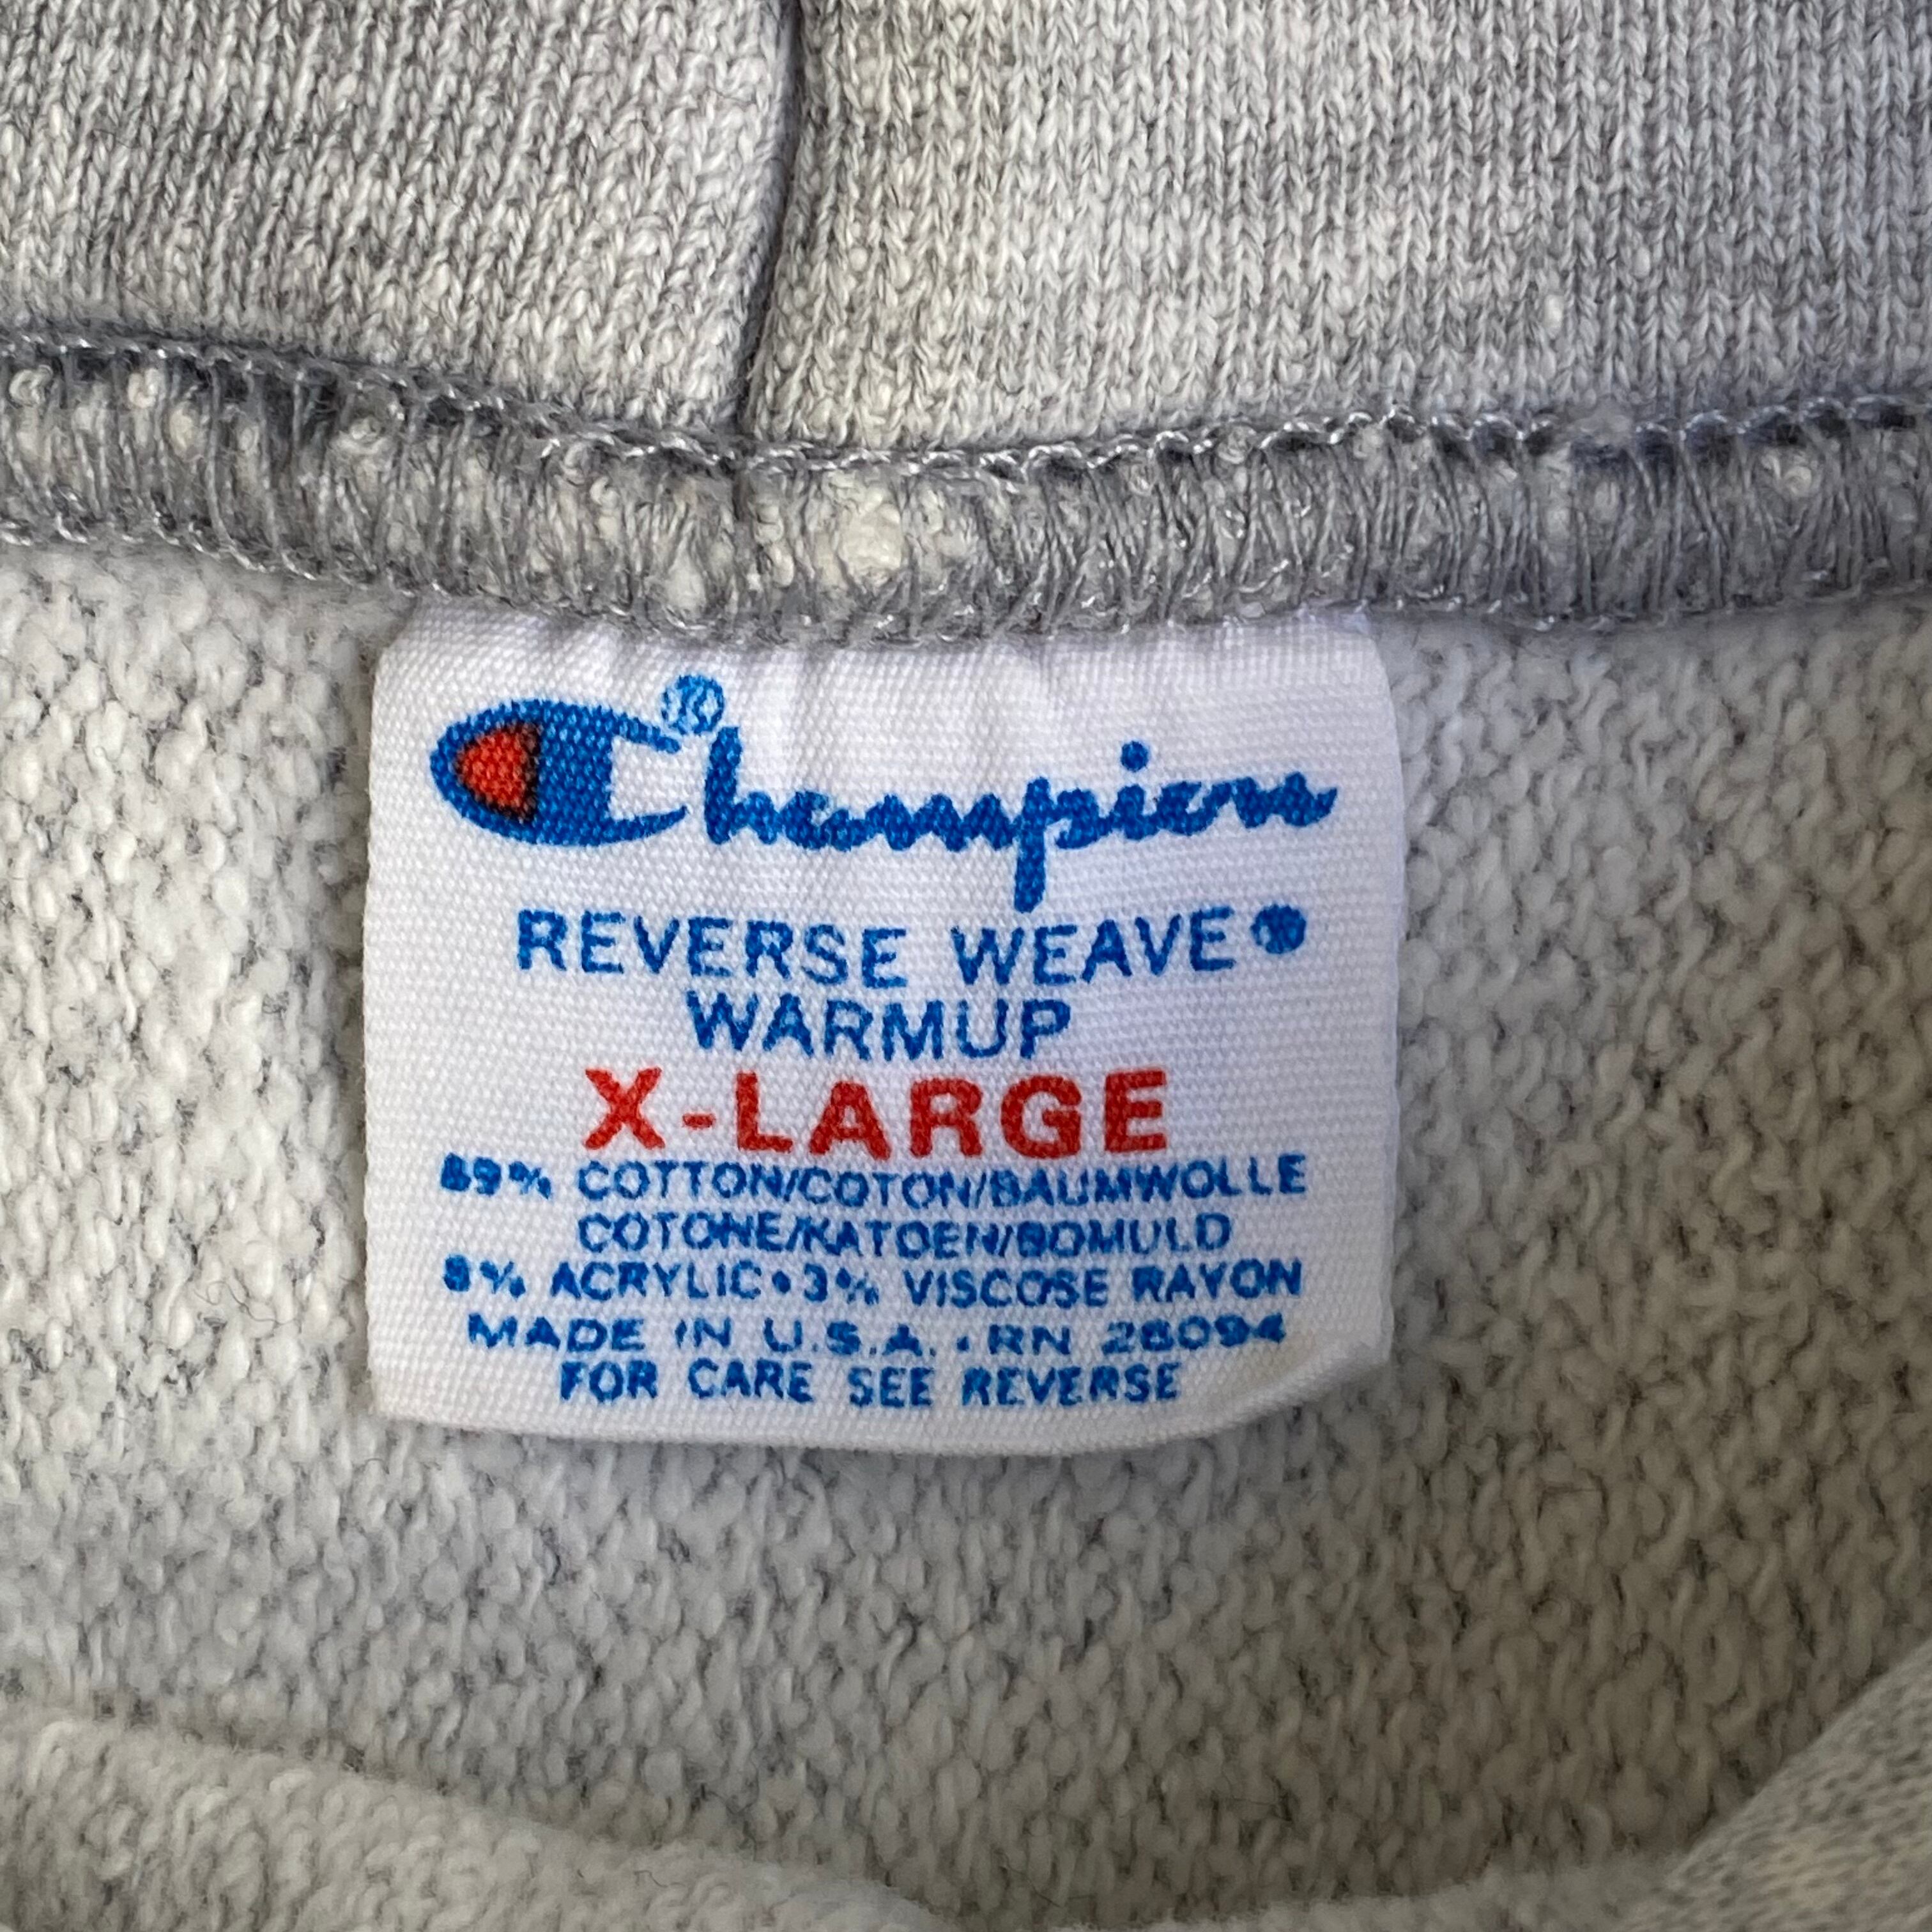 Champion®
REVERSE WEAVE®
WARMUP
X-LARGE
89% COTTON/COTON/BAUMWOLLE
COTONE/KATOEN/BOMULD
8% ACRYLIC•3% VISCOSE RAYON
MADE IN U.S.A. • RN 26094
FOR CARE SEE REVERSE